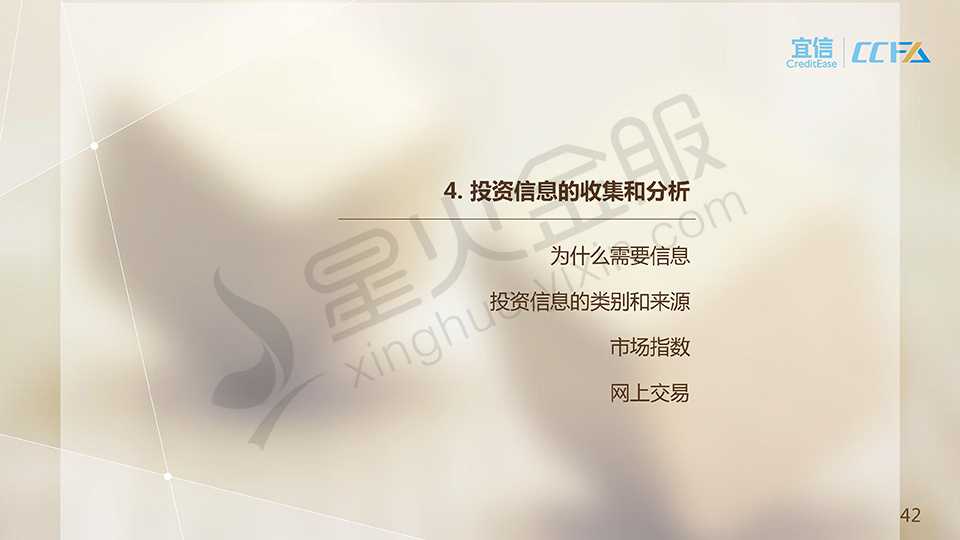 宜信
CreditEase
CCFA
4. 投资信息的收集和分析
为什么需要信息
投资信息的类别和来源
市场指数
网上交易
星火金服
xinghuo.yixin.com
42